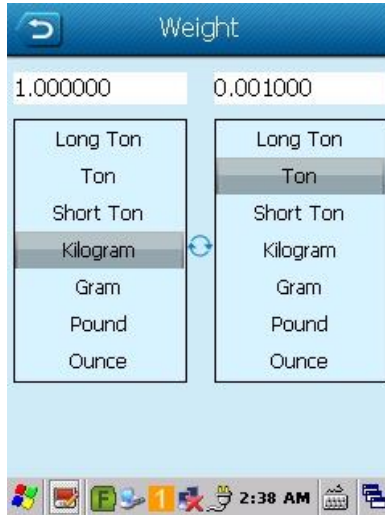 Weight
1.000000 0.001000
Long Ton Long Ton
Ton Ton
Short Ton Short Ton
Kilogram Kilogram
Gram Gram
Pound Pound
Ounce Ounce
F 1 2:38 AM